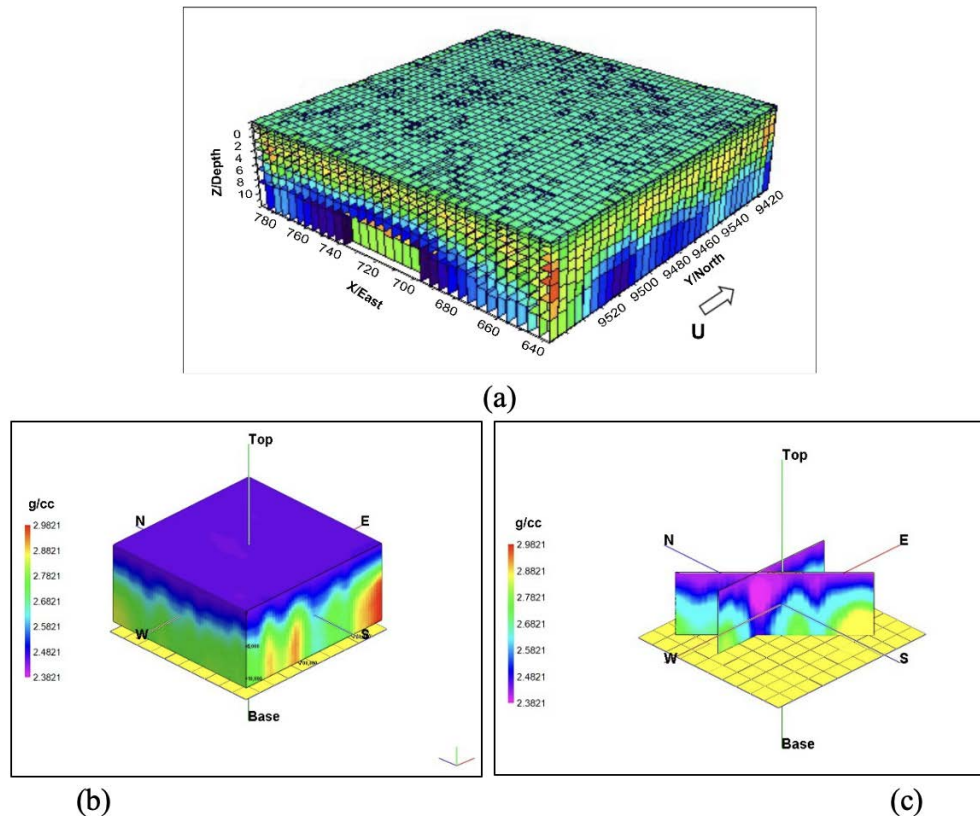 Z/Depth
0
2
4
6
8
10
780
760
740
720
700
680
660
640
X/East
9520
9500
9480
9460
9540
9420
Y/North
U
(a)
Top
g/cc
N
E
2.9821
2.8821
2.7821
2.6821
2.5821
2.4821
2.3821
W
S
Base
Top
g/cc
N
E
2.9821
2.8821
2.7821
2.6821
2.5821
2.4821
2.3821
W
S
Base
(b)
(c)